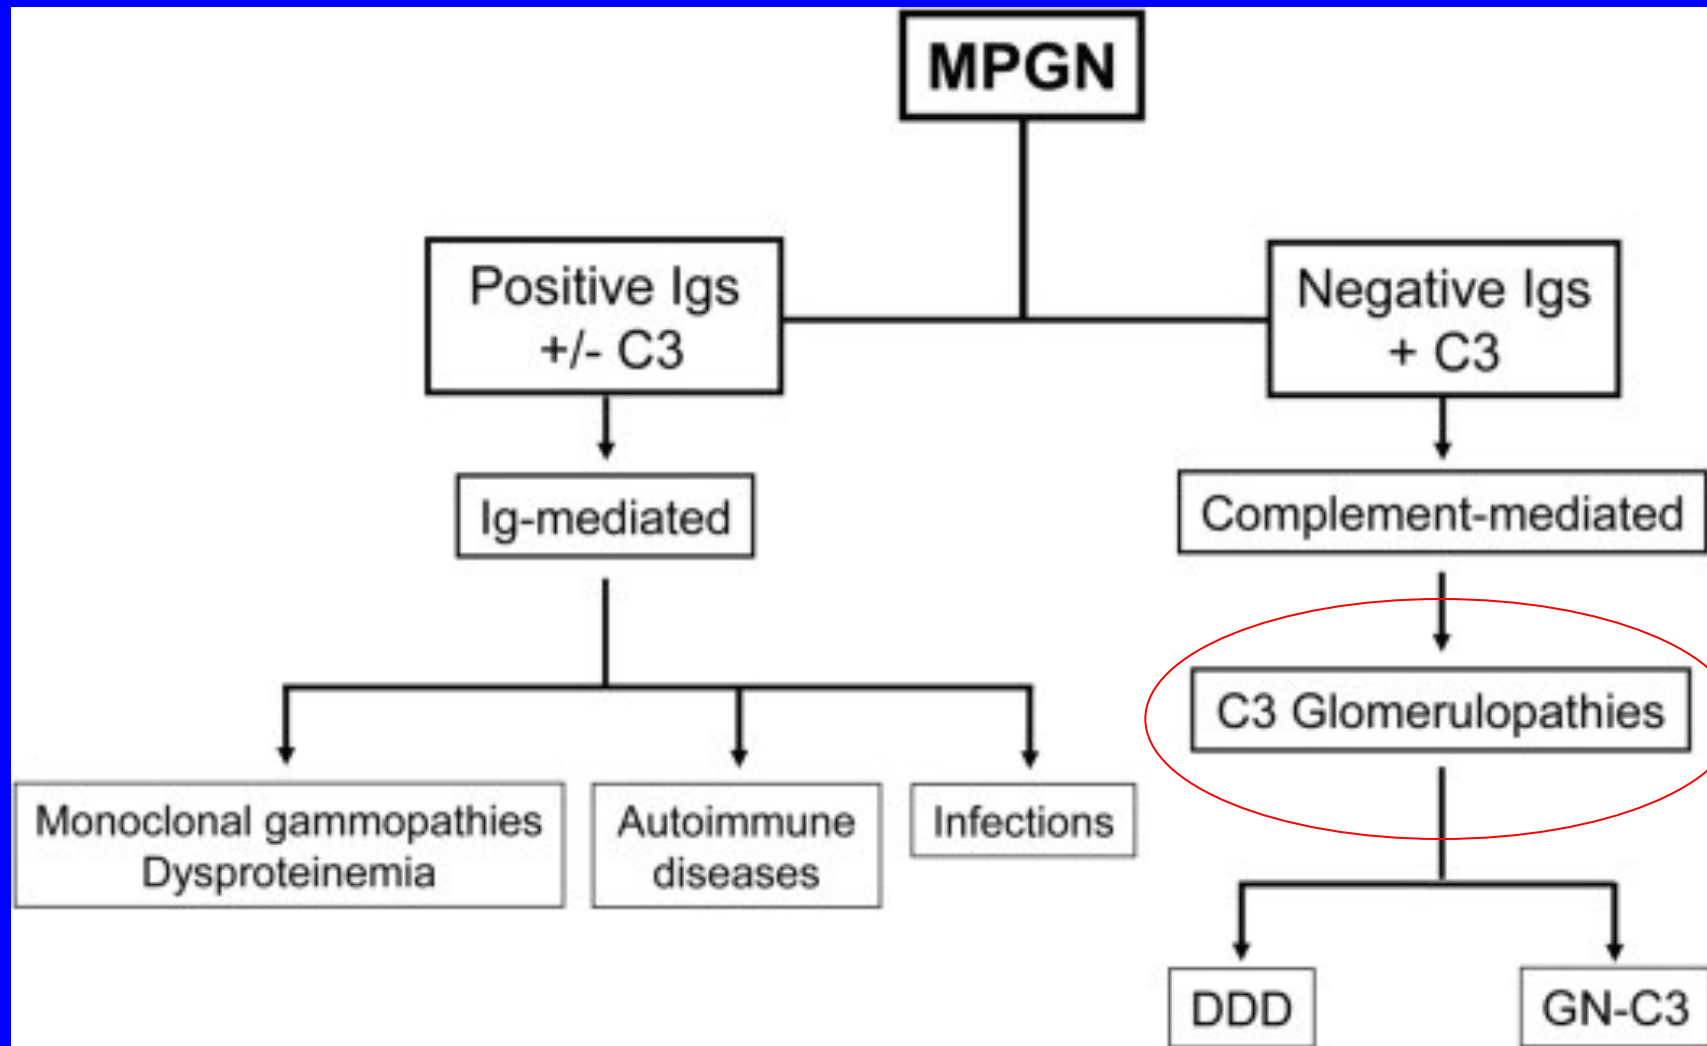 MPGN
Positive Igs
+/- C3
Negative Igs
+ C3
Ig-mediated
Complement-mediated
C3 Glomerulopathies
Monoclonal gammopathies
Dysproteinemia
Autoimmune
diseases
Infections
DDD
GN-C3